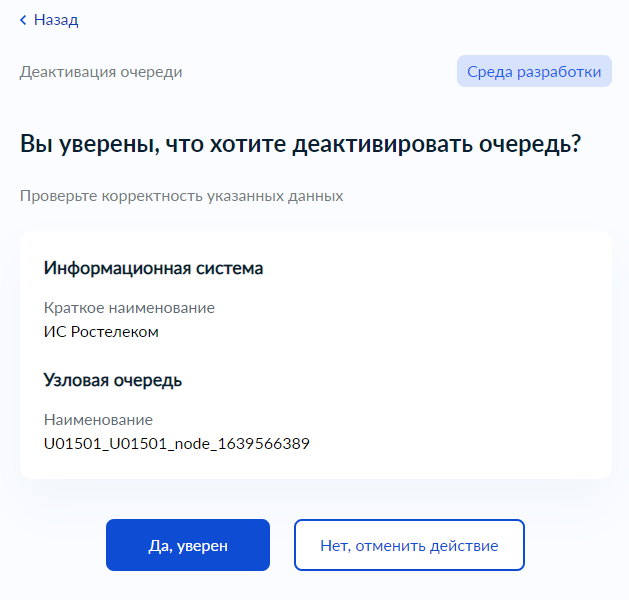 Назад
Деактивация очереди
Среда разработки
Вы уверены, что хотите деактивировать очередь?
Проверьте корректность указанных данных
Информационная система
Краткое наименование
ИС Ростелеком
Узловая очередь
Наименование
U01501_U01501_node_1639566389
Да, уверен
Нет, отменить действие